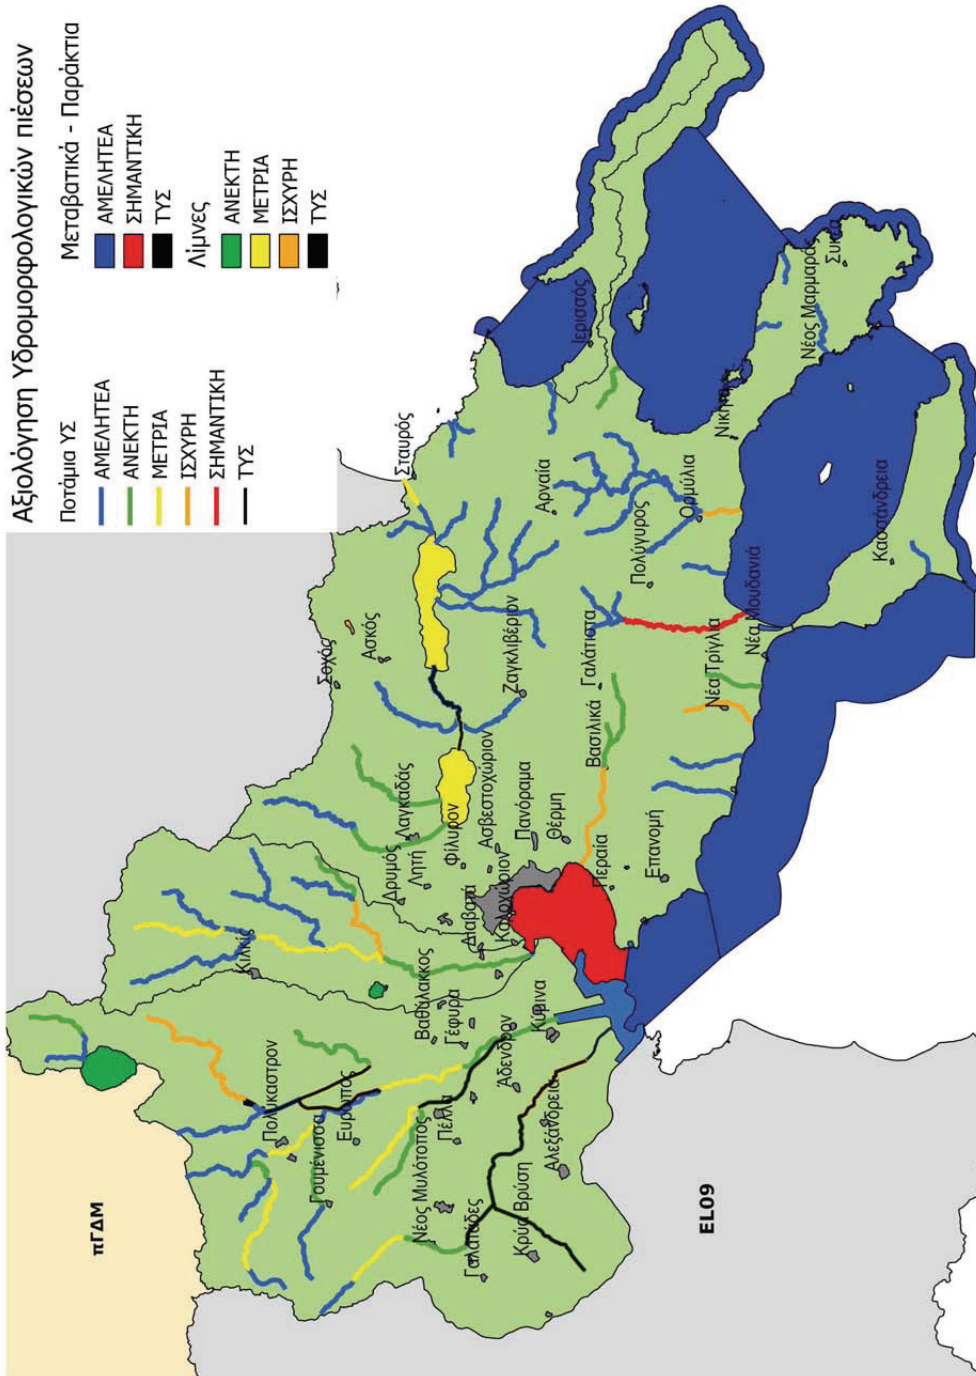 Αξιολόγηση Υδρομορφολογικών πιέσεων
Ποτάμια ΥΣ
ΑΜΕΛΗΤΕΑ
ΑΝΕΚΤΗ
ΜΕΤΡΙΑ
ΙΣΧΥΡΗ
ΣΗΜΑΝΤΙΚΗ
ΤΥΣ
Μεταβατικά - Παράκτια
ΑΜΕΛΗΤΕΑ
ΣΗΜΑΝΤΙΚΗ
ΤΥΣ
Λίμνες
ΑΝΕΚΤΗ
ΜΕΤΡΙΑ
ΙΣΧΥΡΗ
ΤΥΣ
πΓΔΜ
EL09
Κιλκίς
Πολύκαστρον
Γουμένισσα
Ευρωπός
Νέος Μυλότοπος
Γαλατάδες
Πέλλα
Κρύα Βρύση
Αλεξάνδρεια
Άδενδρον
Κύμινα
Βαθύλακκος
Γέφυρα
Διαβατά
Καλοχώριον
Δρυμός
Λητή
Λαγκαδάς
Φίλυρον
Ασβεστοχώριον
Πανόραμα
Θέρμη
Περαία
Επανομή
Σοχός
Ασκός
Ζαγκλιβέριον
Βασιλικά
Γαλάτιστα
Νέα Τρίγλια
Νέα Μουδανιά
Σταυρός
Αρναία
Πολύγυρος
Ορμύλια
Ιερισσός
Νικήτη
Νέος Μαρμαράς
Συκέα
Κασσάνδρεια